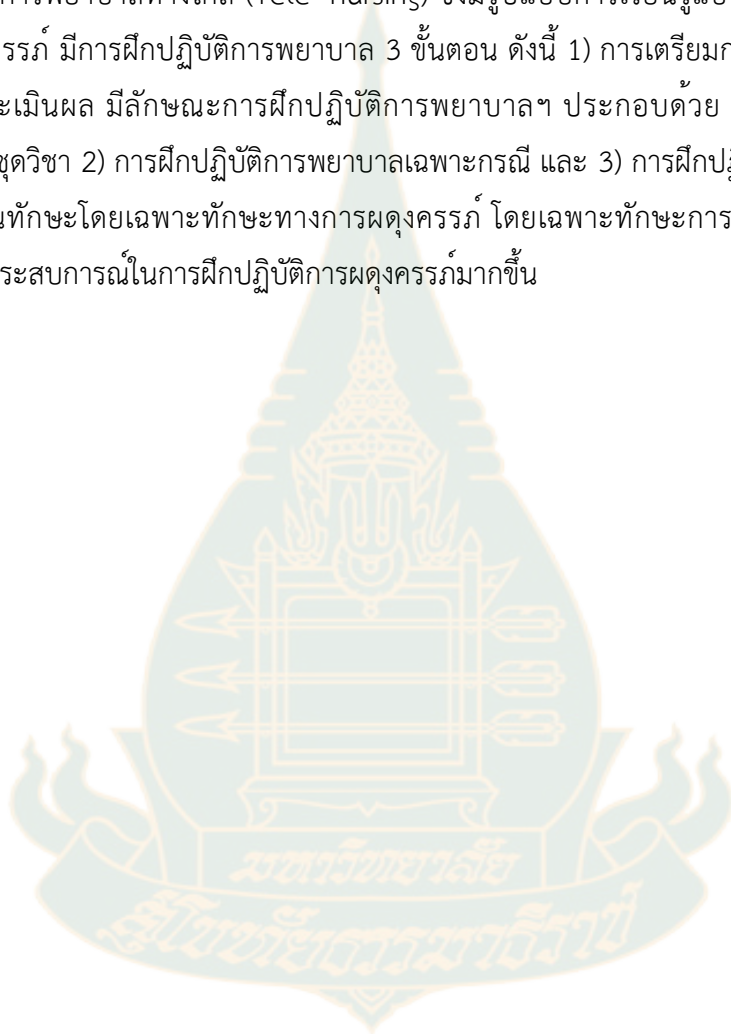 การพยาบาลทางไกล (Tele- nursing) ซึ่งมีรูปแบบการเรียนรู้แบ
รรภ์ มีการฝึกปฏิบัติการพยาบาล 3 ขั้นตอน ดังนี้ 1) การเตรียมก
ะเมินผล มีลักษณะการฝึกปฏิบัติการพยาบาลฯ ประกอบด้วย
ชุดวิชา 2) การฝึกปฏิบัติการพยาบาลเฉพาะกรณี และ 3) การฝึกปฏิ
นทักษะโดยเฉพาะทักษะทางการผดุงครรภ์ โดยเฉพาะทักษะการ
ระสบการณ์ในการฝึกปฏิบัติการผดุงครรภ์มากขึ้น
มหาวิทยาลัย
สุโขทัยธรรมาธิราช